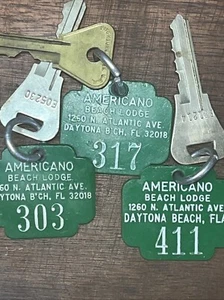 AMERICANO
BEACH LODGE
1260 N. ATLANTIC AVE.
DAYTONA B'CH, FL 32018
317
AMERICANO
BEACH LODGE
60 N. ATLANTIC AVE.
YTONA B'CH, FL 32018
303
AMERICANO
BEACH LODGE
1260 N. ATLANTIC AVE.
DAYTONA BEACH, FLA
411